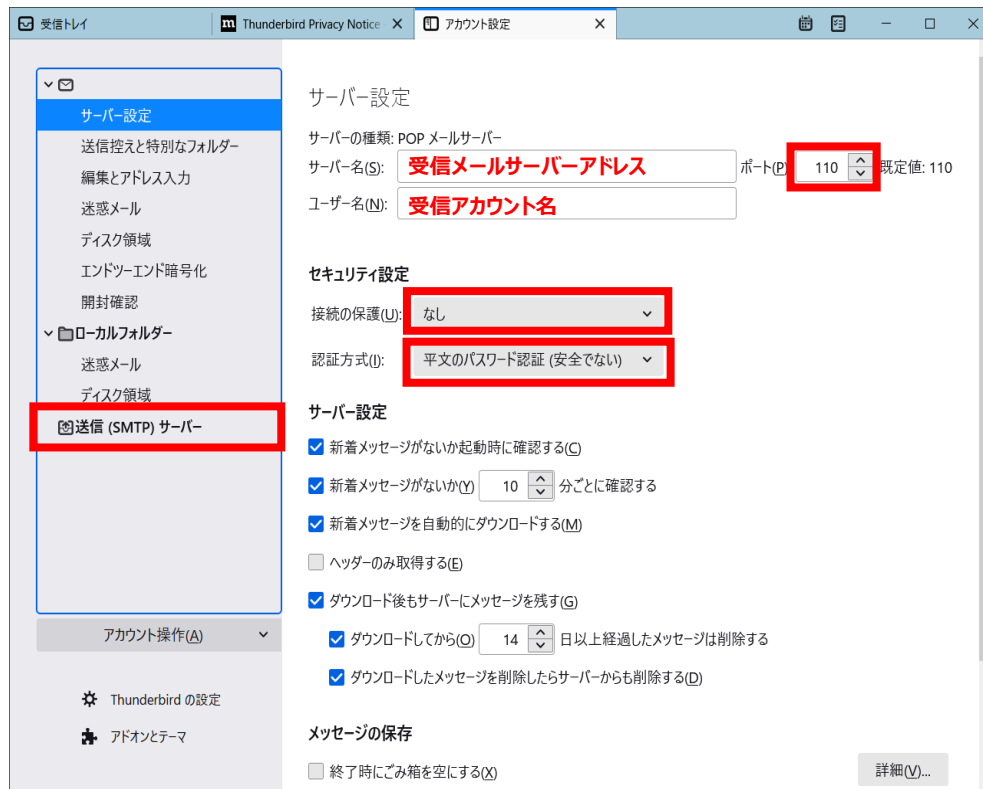 受信トレイ
Thunderbird Privacy Notice
アカウント設定
サーバー設定
送信控えと特別なフォルダー
編集とアドレス入力
迷惑メール
ディスク領域
エンドツーエンド暗号化
開封確認
ローカルフォルダー
迷惑メール
ディスク領域
送信 (SMTP) サーバー
アカウント操作(A)
Thunderbird の設定
アドオンとテーマ
サーバー設定
サーバーの種類: POP メールサーバー
サーバー名(S): 受信メールサーバーアドレス ポート(P) 110 既定値: 110
ユーザー名(N): 受信アカウント名
セキュリティ設定
接続の保護(U): なし
認証方式(I): 平文のパスワード認証 (安全でない)
サーバー設定
新着メッセージがないか起動時に確認する(C)
新着メッセージがないか(Y) 10 分ごとに確認する
新着メッセージを自動的にダウンロードする(M)
ヘッダーのみ取得する(E)
ダウンロード後もサーバーにメッセージを残す(G)
ダウンロードしてから(O) 14 日以上経過したメッセージは削除する
ダウンロードしたメッセージを削除したらサーバーからも削除する(D)
メッセージの保存
終了時にごみ箱を空にする(X)
詳細(V)...